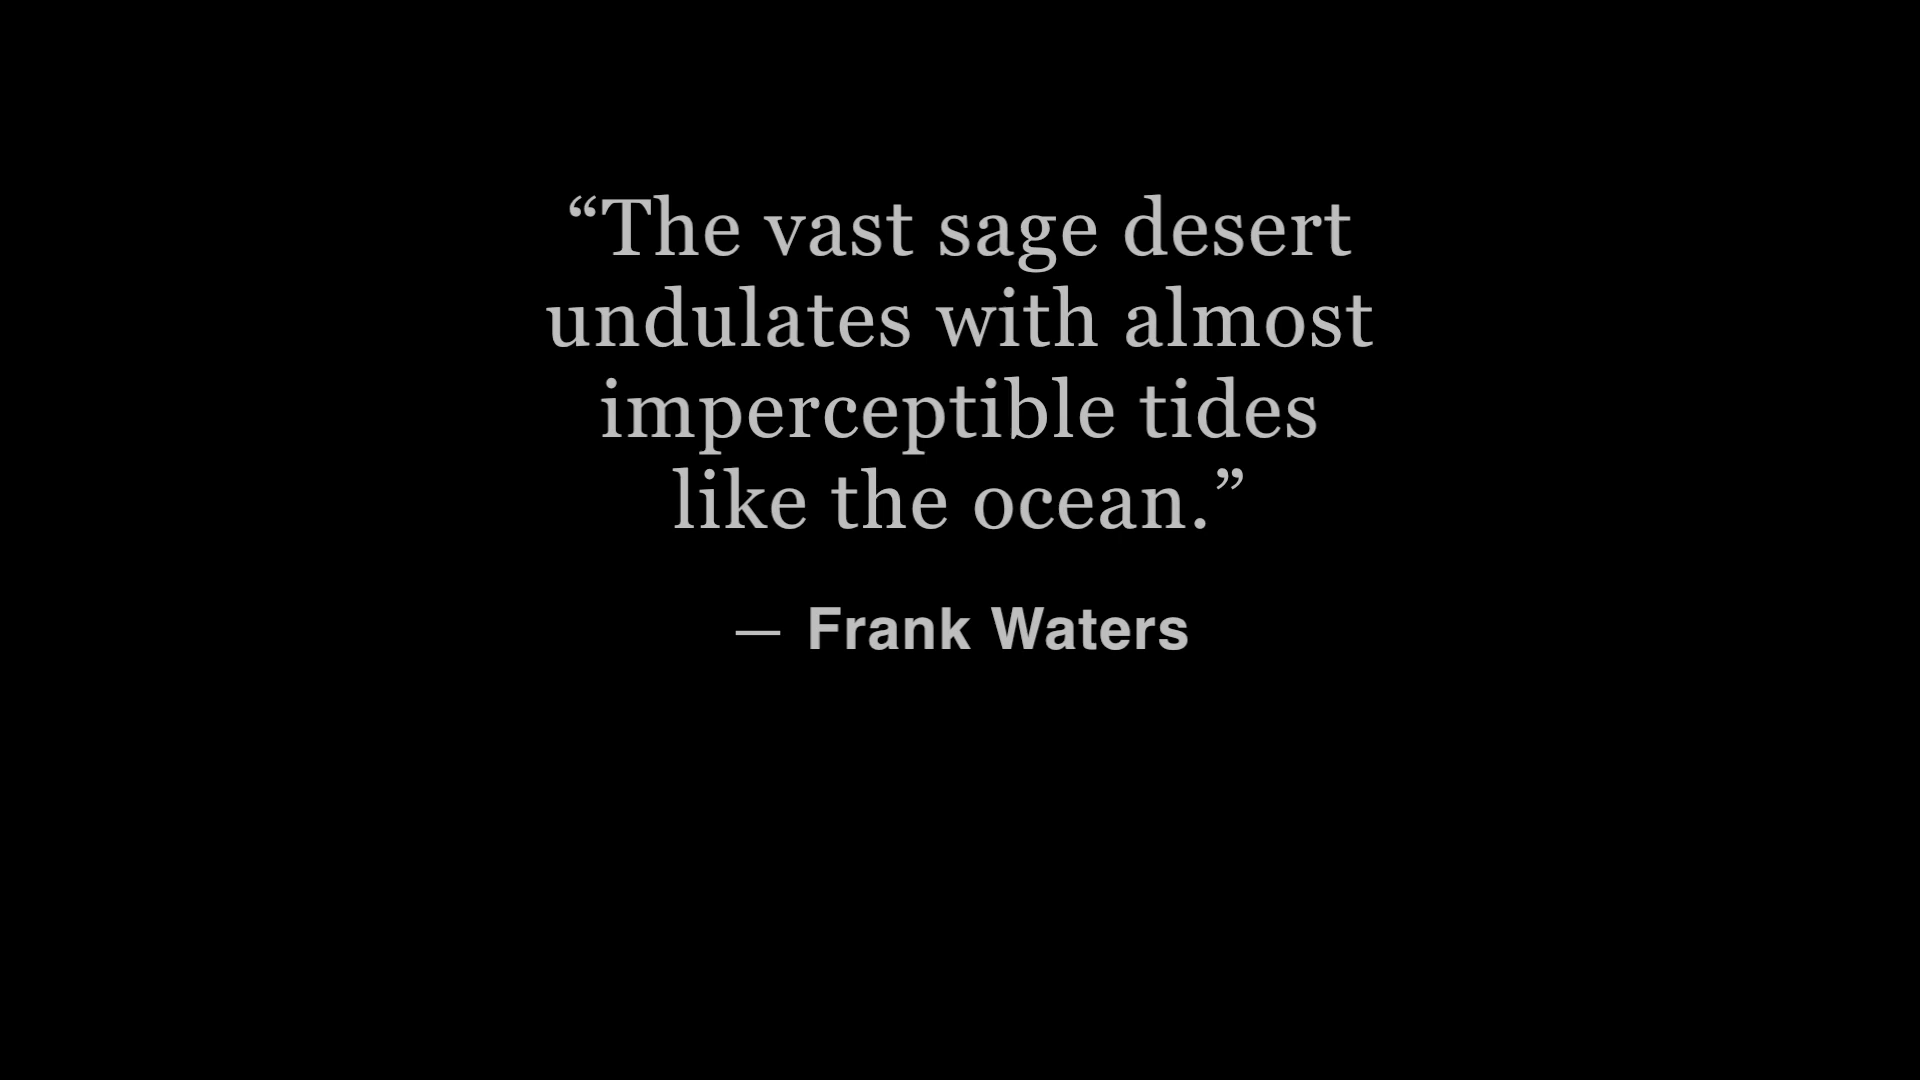 “The vast sage desert
undulates with almost
imperceptible tides
like the ocean.”
— Frank Waters